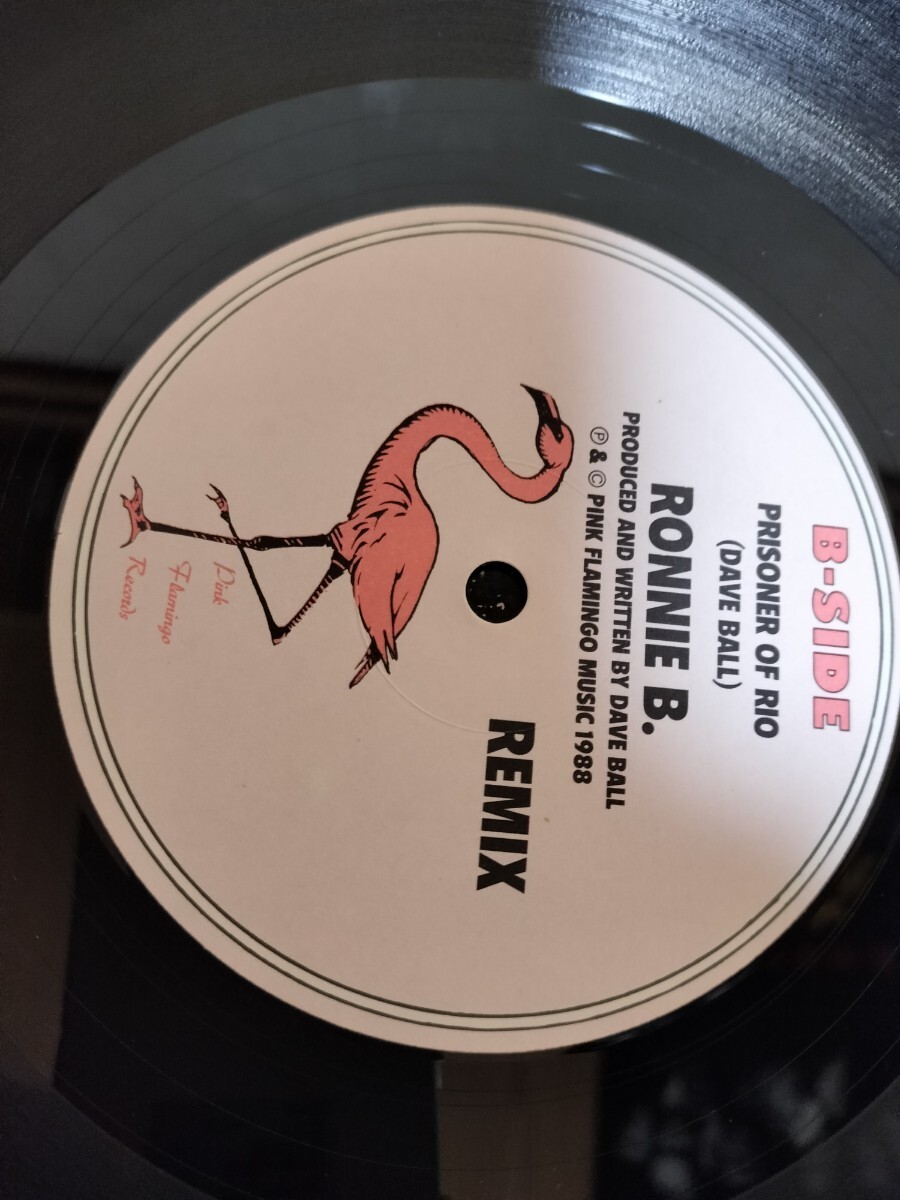 B-SIDE
PRISONER OF RIO
(DAVE BALL)
RONNIE B.
PRODUCED AND WRITTEN BY DAVE BALL
Ⓟ & © PINK FLAMINGO MUSIC 1988
REMIX
Pink
Flamingo
Records